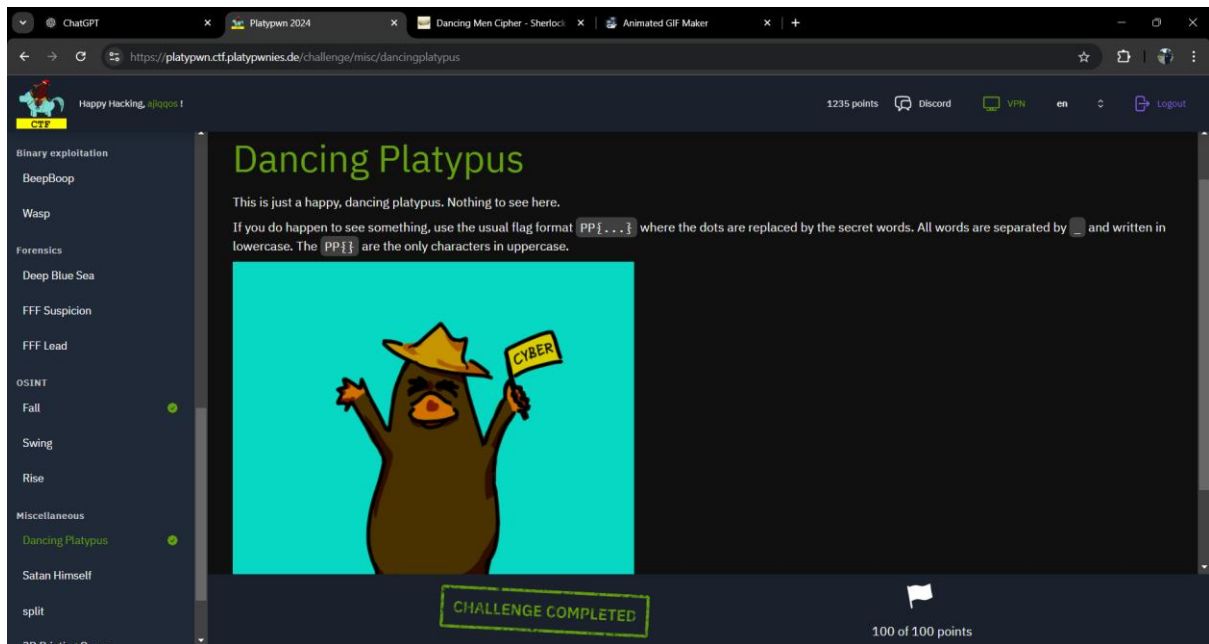 ChatGPT
Platypwn 2024
Dancing Men Cipher - Sherlock
Animated GIF Maker
https://platypwn.ctf.platypwnies.de/challenge/misc/dancingplatypus
CTF
Happy Hacking, ajiqqos !
1235 points
Discord
VPN
en
Logout
Binary exploitation
BeepBoop
Wasp
Forensics
Deep Blue Sea
FFF Suspicion
FFF Lead
OSINT
Fall
Swing
Rise
Miscellaneous
Dancing Platypus
Satan Himself
split
Dancing Platypus
This is just a happy, dancing platypus. Nothing to see here.
If you do happen to see something, use the usual flag format PP{...} where the dots are replaced by the secret words. All words are separated by _ and written in
lowercase. The PP{} are the only characters in uppercase.
CYBER
CHALLENGE COMPLETED
100 of 100 points